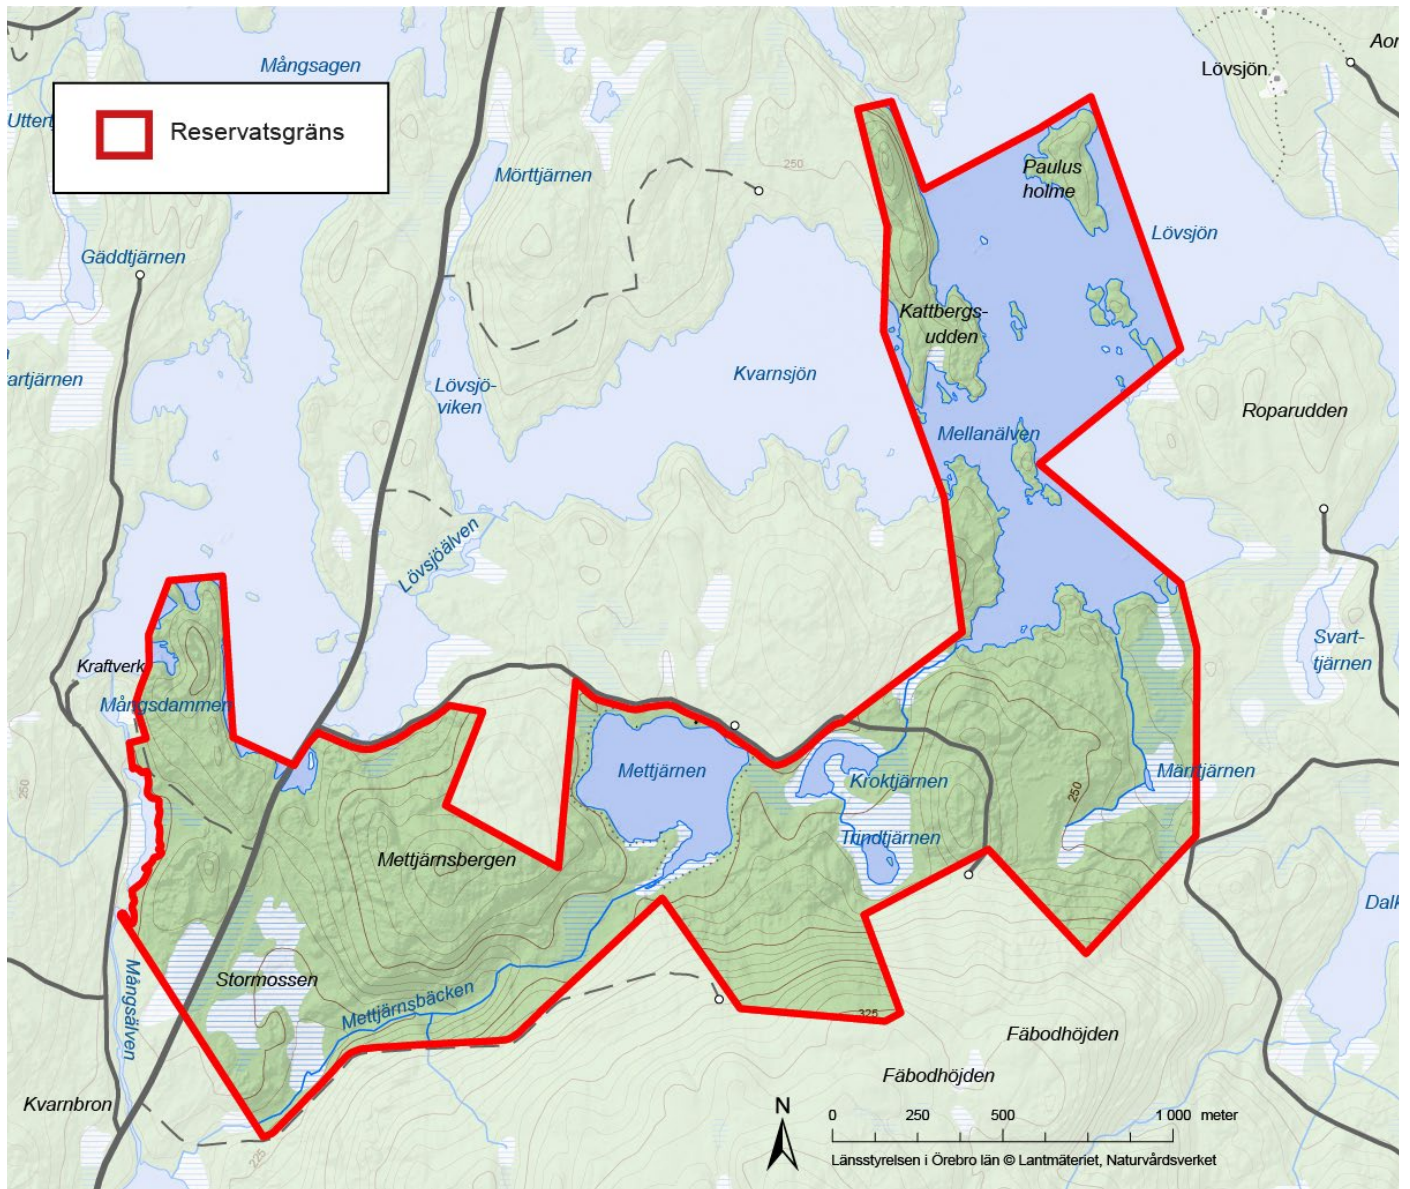 Mångsagen
Aor
Lövsjön
Uttert
Reservatsgräns
Mörttjärnen
250
Paulus
holme
Lövsjön
Gäddtjärnen
Kattbergs-
udden
artjärnen
Lövsjö-
viken
Kvarnsjön
Roparudden
Mellanälven
Lövsjöälven
Svart-
tjärnen
Kraftverk
Mångsdammen
Mettjärnen
Kroktjärnen
Märrtjärnen
250
250
Trindtjärnen
Mettjärnsbergen
Dalk
Stormossen
Mettjärnsbäcken
Mångsälven
325
Fäbodhöjden
Fäbodhöjden
Kvarnbron
225
N
0 250 500 1 000 meter
Länsstyrelsen i Örebro län © Lantmäteriet, Naturvårdsverket